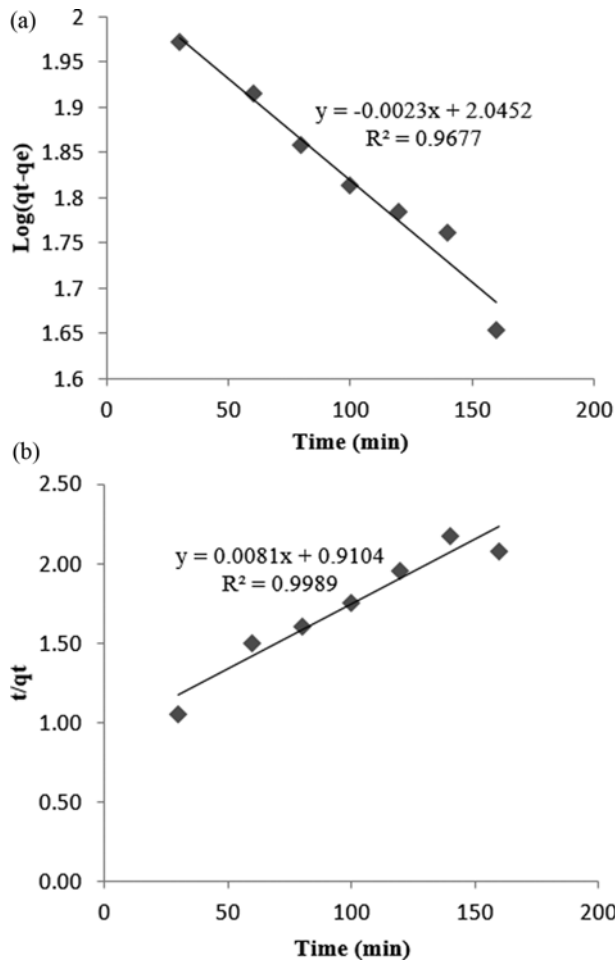 (a)
2
1.95
1.9
1.85
1.8
1.75
1.7
1.65
1.6
Log(qt-qe)
y = -0.0023x + 2.0452
R² = 0.9677
0
50
100
150
200
Time (min)
(b)
2.50
2.00
1.50
1.00
0.50
0.00
t/qt
y = 0.0081x + 0.9104
R² = 0.9989
0
50
100
150
200
Time (min)